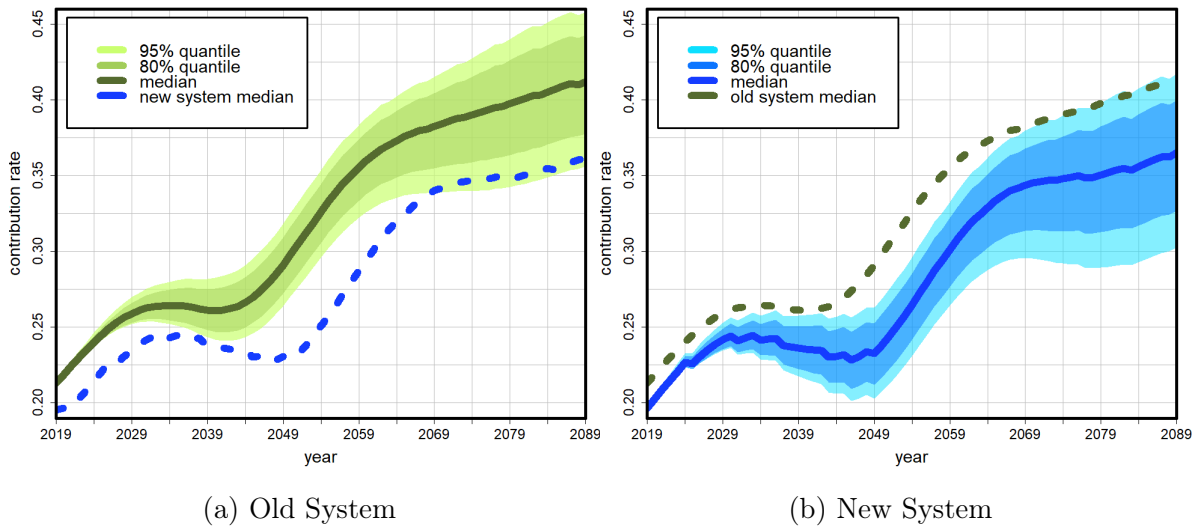 0.45
0.40
0.35
0.30
0.25
0.20
contribution rate
95% quantile
80% quantile
median
new system median
2019 2029 2039 2049 2059 2069 2079 2089
year
(a) Old System
0.45
0.40
0.35
0.30
0.25
0.20
contribution rate
95% quantile
80% quantile
median
old system median
2019 2029 2039 2049 2059 2069 2079 2089
year
(b) New System